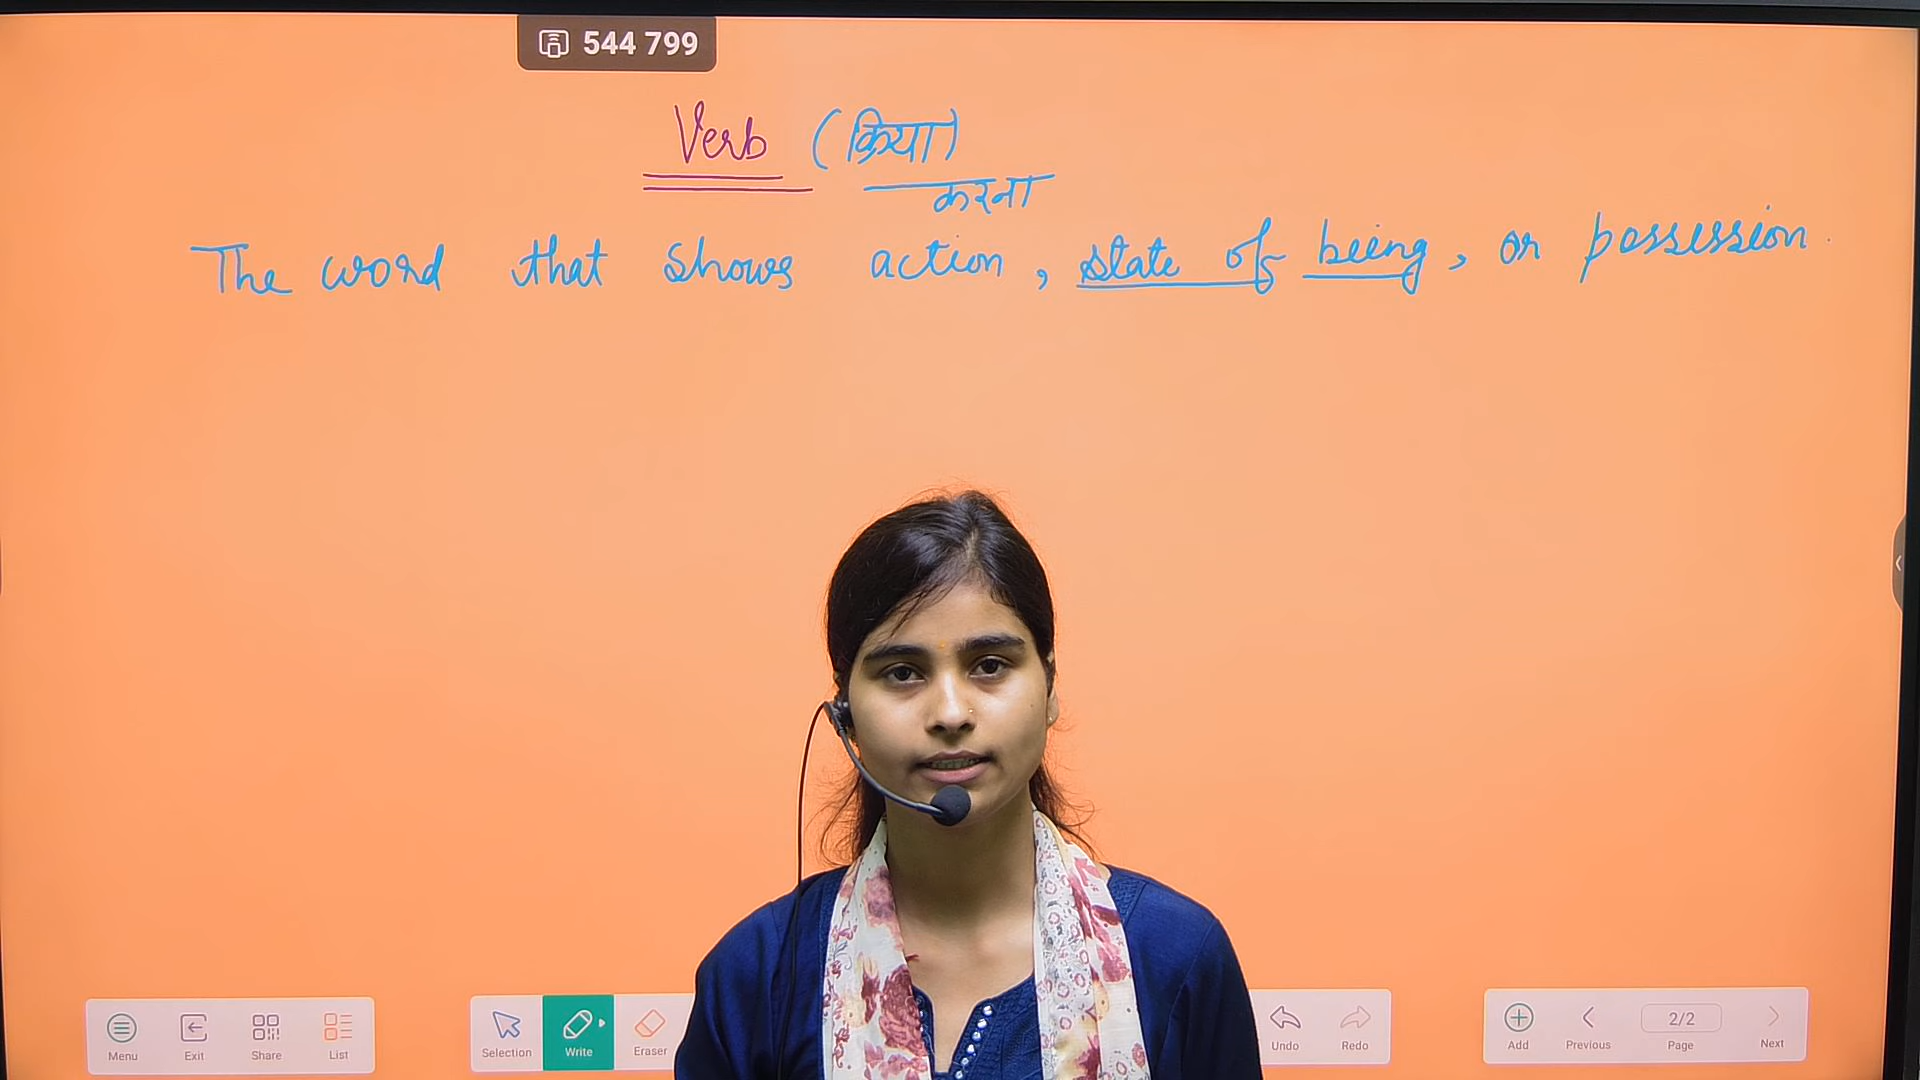 544 799
Verb (क्रिया)
करना
The word that shows action, state of being, or possession.
Menu Exit Share List Selection Write Eraser Undo Redo Add Previous 2/2 Page Next